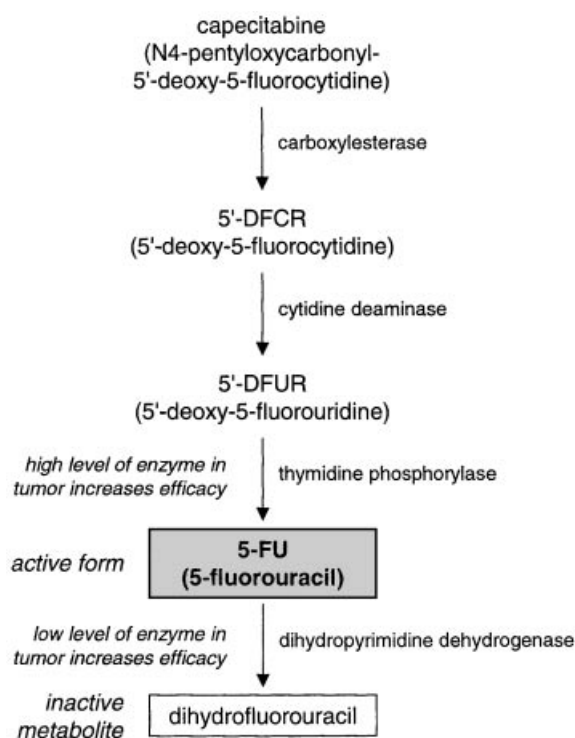 capecitabine
(N4-pentyloxycarbonyl-
5'-deoxy-5-fluorocytidine)
carboxylesterase
5'-DFCR
(5'-deoxy-5-fluorocytidine)
cytidine deaminase
5'-DFUR
(5'-deoxy-5-fluorouridine)
high level of enzyme in
tumor increases efficacy
thymidine phosphorylase
active form
5-FU
(5-fluorouracil)
low level of enzyme in
tumor increases efficacy
dihydropyrimidine dehydrogenase
inactive
metabolite
dihydrofluorouracil